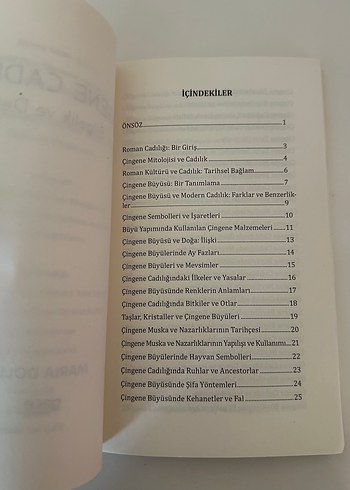 İÇİNDEKİLER
ÖNSÖZ 1
Roman Cadılığı: Bir Giriş 3
Çingene Mitolojisi ve Cadılık 4
Roman Kültürü ve Cadılık: Tarihsel Bağlam 6
Çingene Büyüsü: Bir Tanımlama 7
Çingene Büyüsü ve Modern Cadılık: Farklar ve Benzerlik-
ler 9
Çingene Sembolleri ve İşaretleri 10
Büyü Yapımında Kullanılan Çingene Malzemeleri 11
Çingene Büyüsü ve Doğa: İlişki 13
Çingene Büyülerinde Ay Fazları 14
Çingene Büyüleri ve Mevsimler 15
Çingene Cadılığındaki İlkeler ve Yasalar 16
Çingene Büyüsünde Renklerin Anlamları 17
Çingene Cadılığında Bitkiler ve Otlar 18
Taşlar, Kristaller ve Çingene Büyüleri 19
Çingene Muska ve Nazarlıklarının Tarihçesi 20
Çingene Muska ve Nazarlıklarının Yapılışı ve Kullanımı 21
Çingene Büyülerinde Hayvan Sembolleri 22
Çingene Cadılığında Ruhlar ve Ancestorlar 23
Çingene Büyüsünde Şifa Yöntemleri 24
Çingene Büyüsünde Kehanetler ve Fal 25